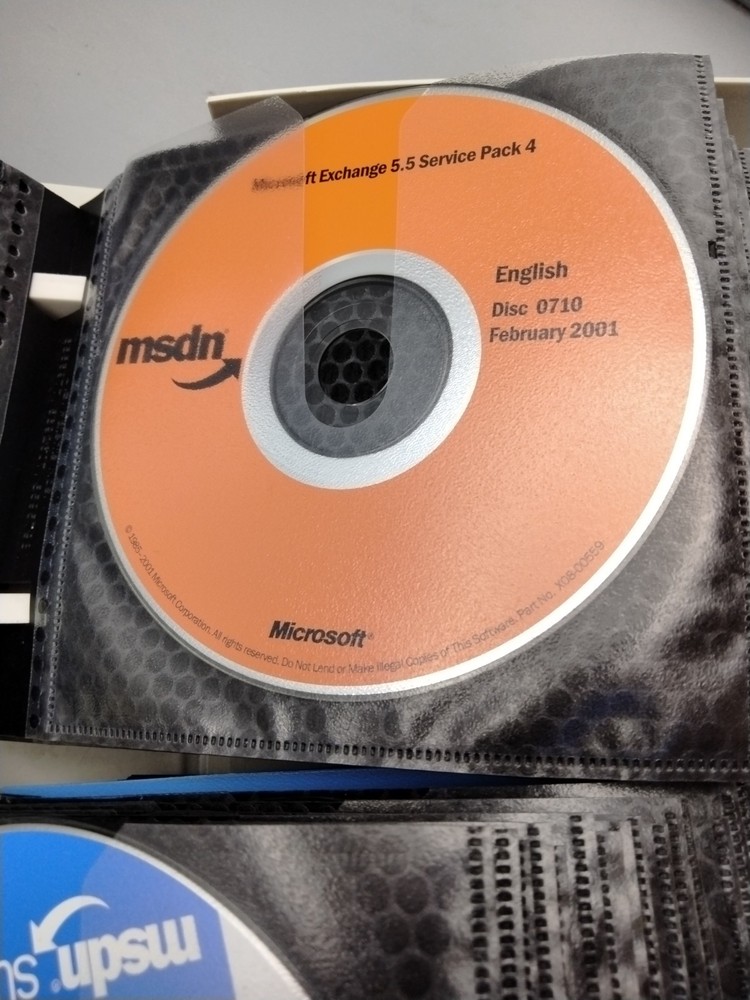 Microsoft Exchange 5.5 Service Pack 4
English
Disc 0710
February 2001
msdn®
Microsoft®
© 1985-2001 Microsoft Corporation. All rights reserved. Do Not Lend or Make Illegal Copies of This Software. Part No. X08-00559
msdn®
su